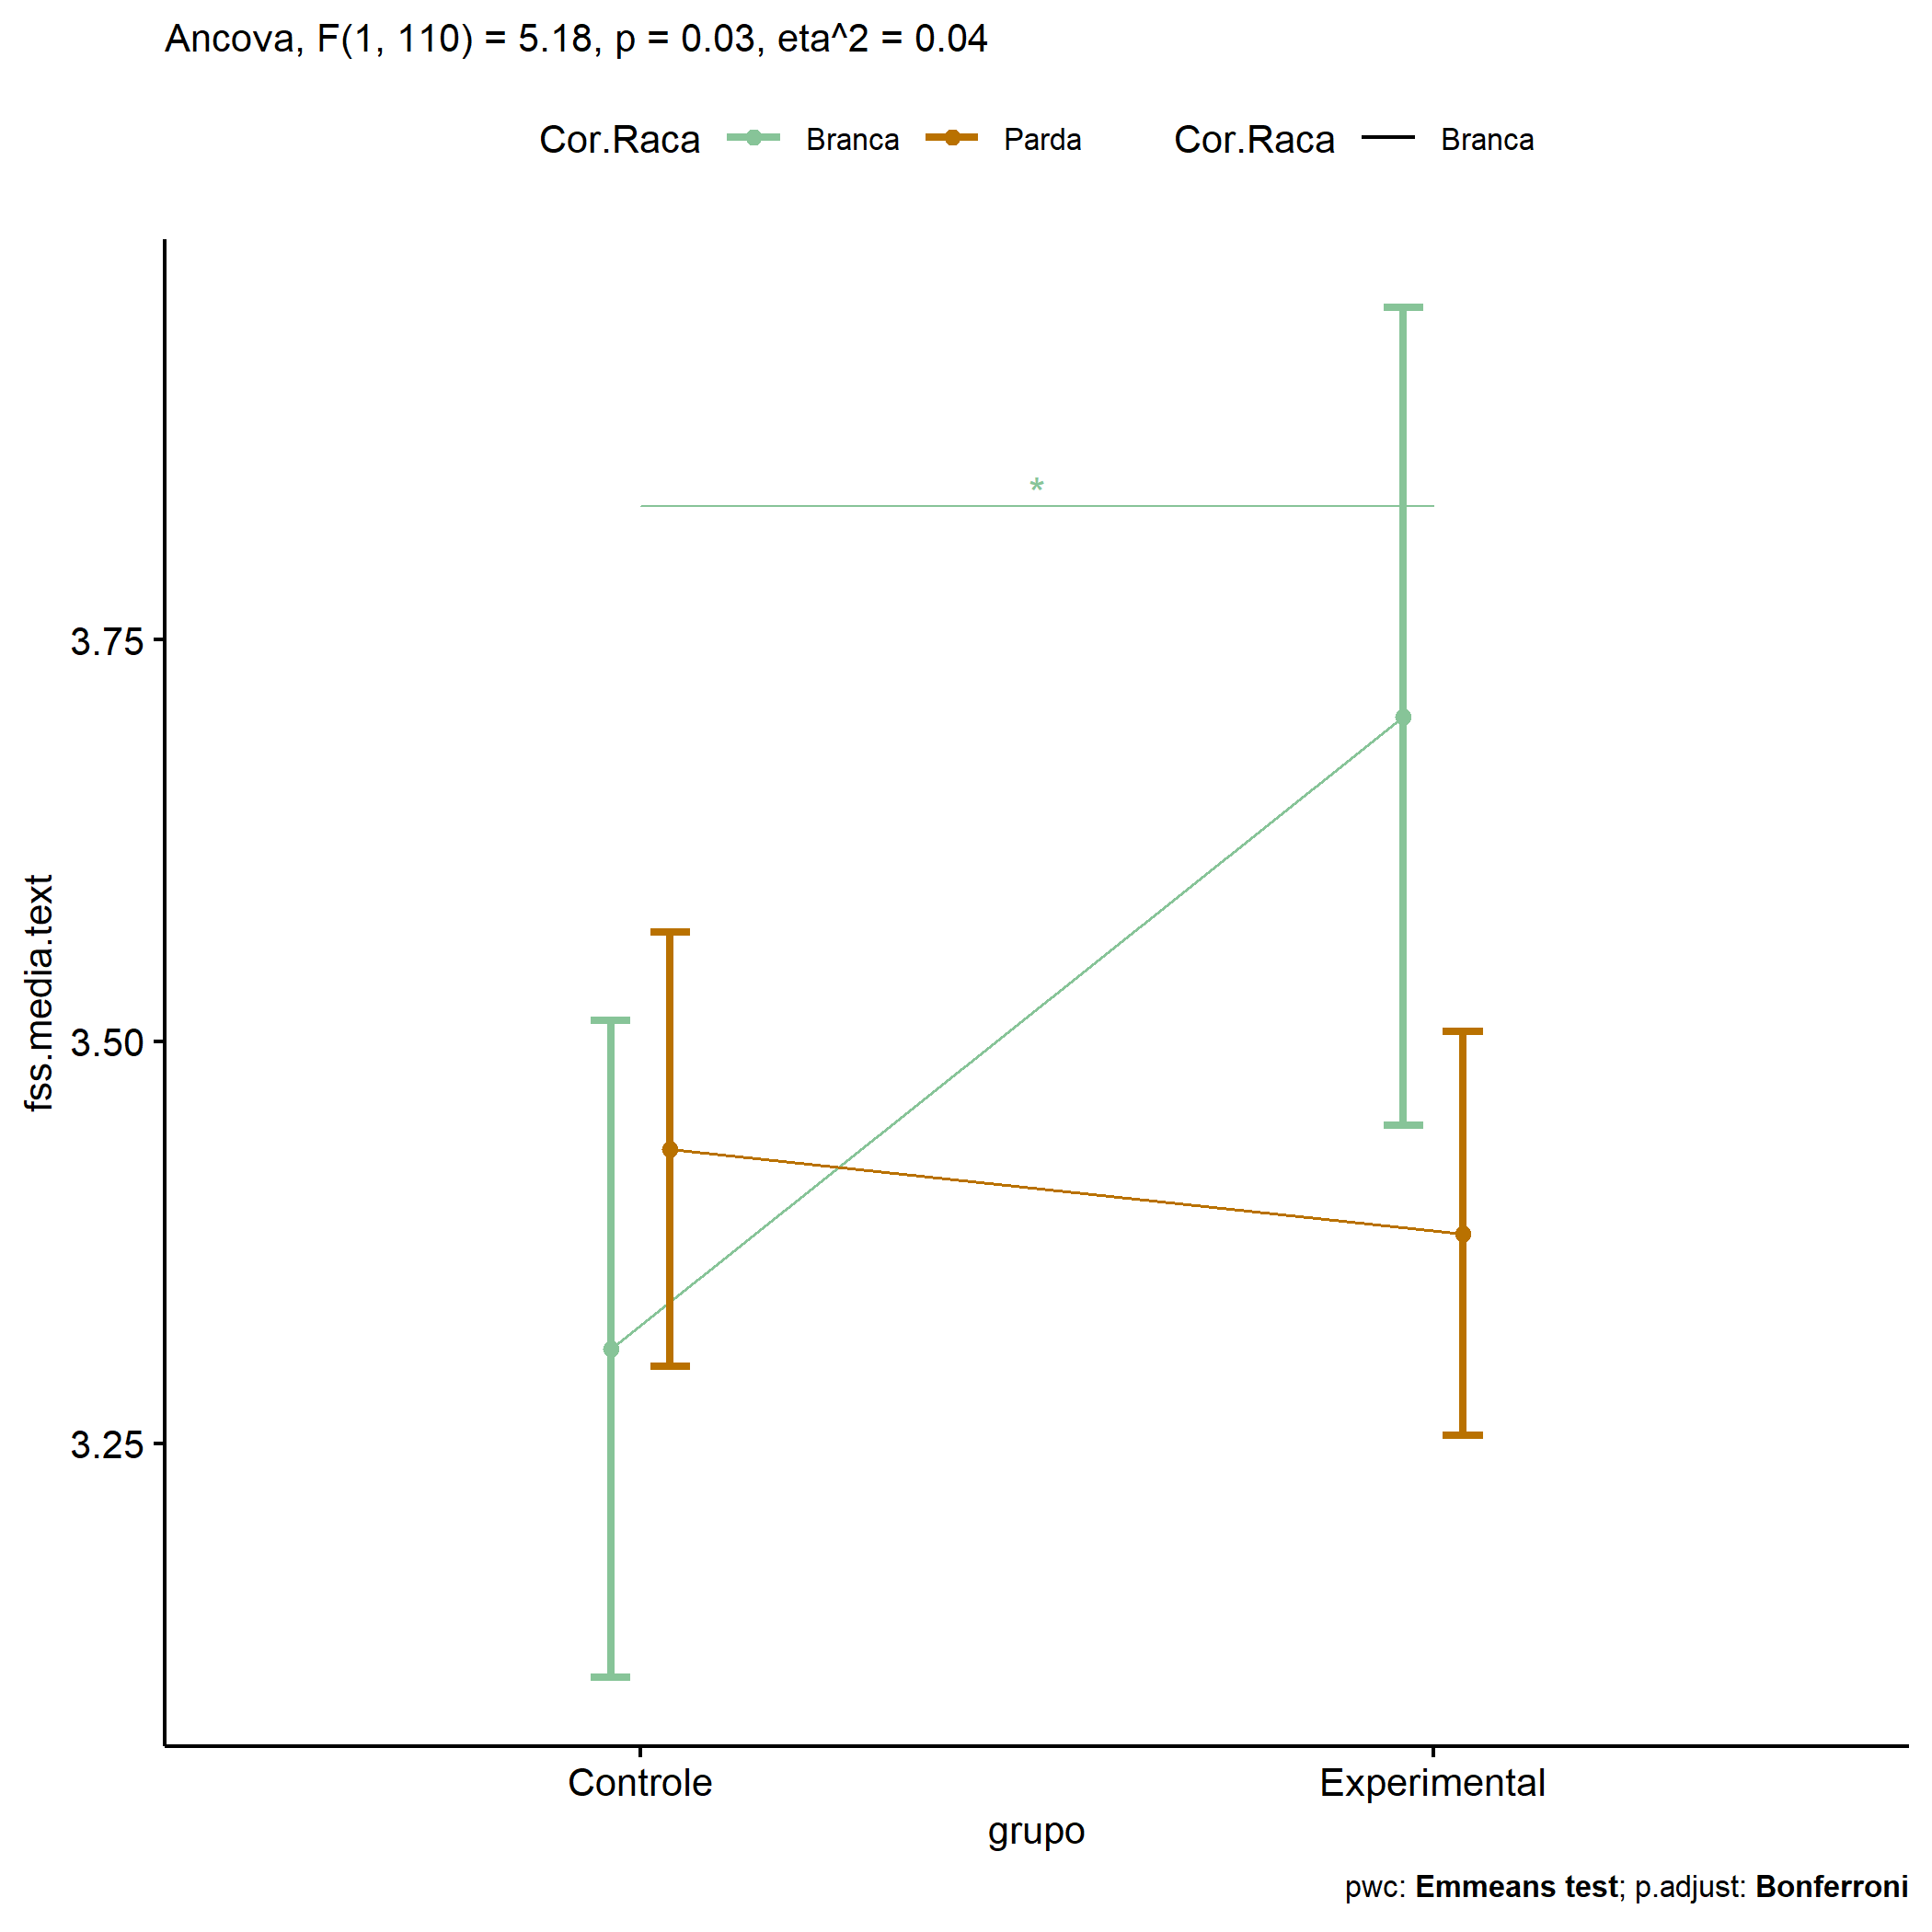 Ancova, F(1, 110) = 5.18, p = 0.03, eta^2 = 0.04
Cor.Raca Branca Parda Cor.Raca Branca
*
3.75
3.50
3.25
fss.media.text
Controle Experimental
grupo
pwc: Emmeans test; p.adjust: Bonferroni